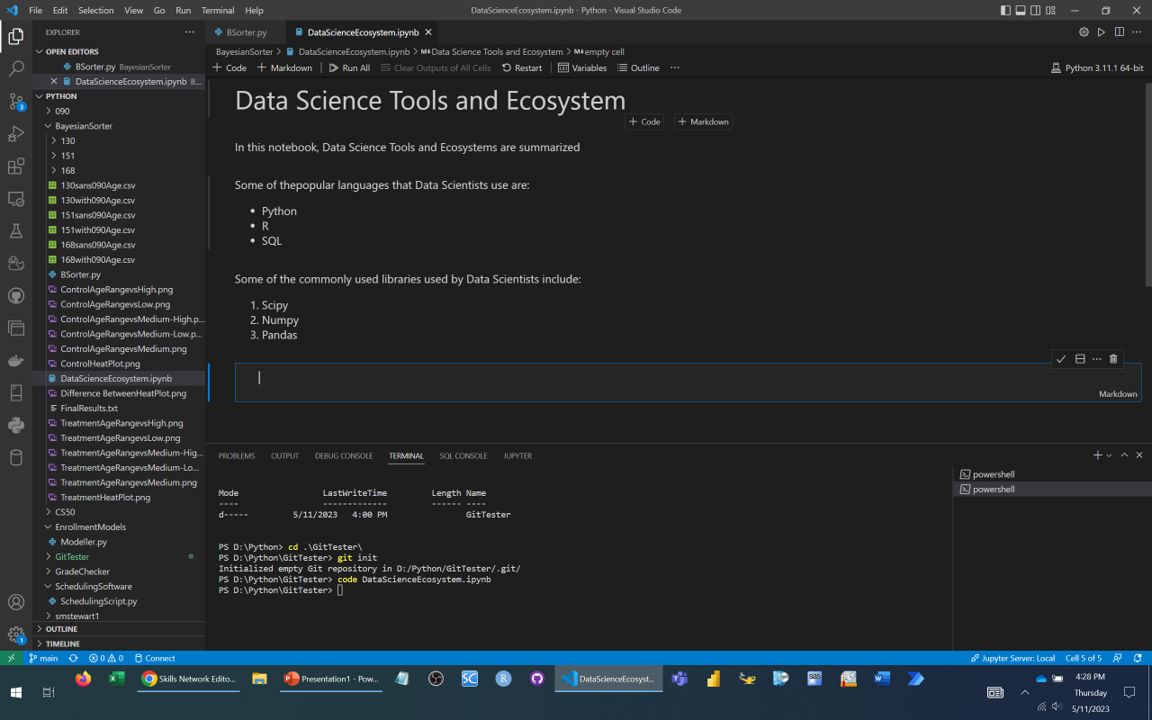 File Edit Selection View Go Run Terminal Help
DataScienceEcosystem.ipynb - Python - Visual Studio Code
EXPLORER
BSorter.py
DataScienceEcosystem.ipynb
OPEN EDITORS
BSorter.py BayesianSorter
DataScienceEcosystem.ipynb B...
PYTHON
090
BayesianSorter
130
151
168
130sans090Age.csv
130with090Age.csv
151sans090Age.csv
151with090Age.csv
168sans090Age.csv
168with090Age.csv
BSorter.py
ControlAgeRangevsHigh.png
ControlAgeRangevsLow.png
ControlAgeRangevsMedium-High.p...
ControlAgeRangevsMedium-Low.p...
ControlAgeRangevsMedium.png
ControlHeatPlot.png
DataScienceEcosystem.ipynb
Difference BetweenHeatPlot.png
FinalResults.txt
TreatmentAgeRangevsHigh.png
TreatmentAgeRangevsLow.png
TreatmentAgeRangevsMedium-Hig...
TreatmentAgeRangevsMedium-Lo...
TreatmentAgeRangevsMedium.png
TreatmentHeatPlot.png
CS50
EnrollmentModels
Modeller.py
GitTester
GradeChecker
SchedulingSoftware
SchedulingScript.py
smstewart1
OUTLINE
TIMELINE
3
1
BayesianSorter > DataScienceEcosystem.ipynb > M↓Data Science Tools and Ecosystem > M↓empty cell
+ Code + Markdown Run All Clear Outputs of All Cells Restart Variables Outline ...
Python 3.11.1 64-bit
Data Science Tools and Ecosystem
+ Code + Markdown
In this notebook, Data Science Tools and Ecosystems are summarized
Some of thepopular languages that Data Scientists use are:
• Python
• R
• SQL
Some of the commonly used libraries used by Data Scientists include:
1. Scipy
2. Numpy
3. Pandas
Markdown
PROBLEMS OUTPUT DEBUG CONSOLE TERMINAL SQL CONSOLE JUPYTER
powershell
powershell
Mode LastWriteTime Length Name
---- ------------- ------ ----
d----- 5/11/2023 4:00 PM GitTester
PS D:\Python> cd .\GitTester\
PS D:\Python\GitTester> git init
Initialized empty Git repository in D:/Python/GitTester/.git/
PS D:\Python\GitTester> code DataScienceEcosystem.ipynb
PS D:\Python\GitTester>
main 0 0 Connect
Jupyter Server: Local Cell 5 of 5
Skills Network Edito...
Presentation1 - Pow...
DataScienceEcosyst...
4:28 PM
Thursday
5/11/2023